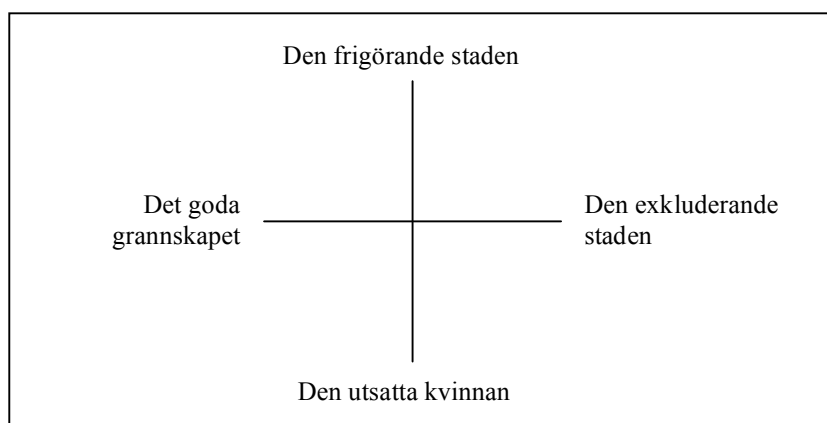 Den frigörande staden
Det goda
grannskapet
Den exkluderande
staden
Den utsatta kvinnan